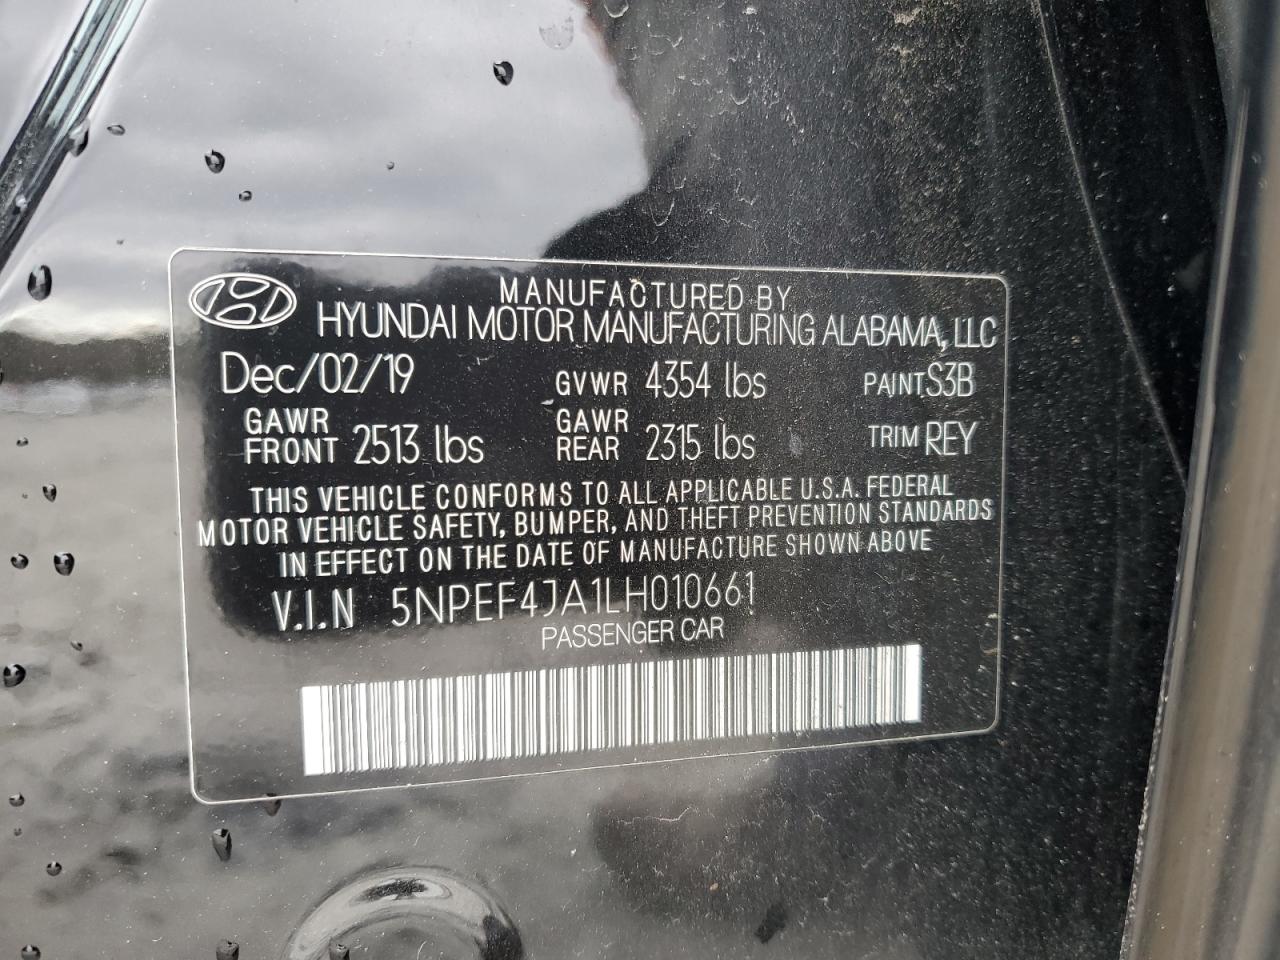 MANUFACTURED BY
HYUNDAI MOTOR MANUFACTURING ALABAMA, LLC
Dec/02/19 GVWR 4354 lbs PAINT S3B
GAWR FRONT 2513 lbs GAWR REAR 2315 lbs TRIM REY
THIS VEHICLE CONFORMS TO ALL APPLICABLE U.S.A. FEDERAL
MOTOR VEHICLE SAFETY, BUMPER, AND THEFT PREVENTION STANDARDS
IN EFFECT ON THE DATE OF MANUFACTURE SHOWN ABOVE
V.I.N 5NPEF4JA1LH010661
PASSENGER CAR